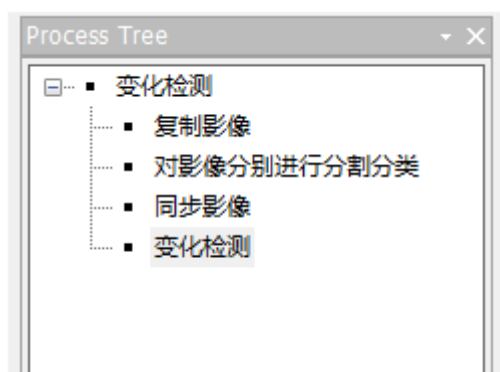 Process Tree
变化检测
复制影像
对影像分别进行分割分类
同步影像
变化检测